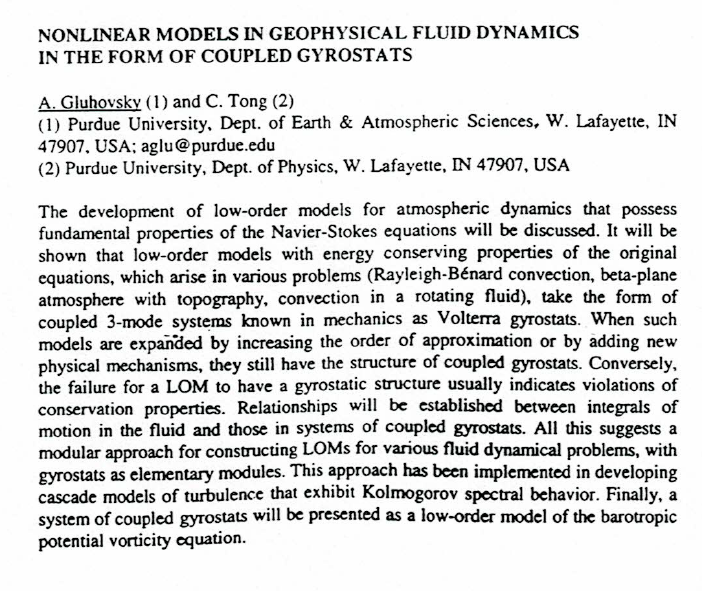 NONLINEAR MODELS IN GEOPHYSICAL FLUID DYNAMICS
IN THE FORM OF COUPLED GYROSTATS
A. Gluhovsky (1) and C. Tong (2)
(1) Purdue University, Dept. of Earth & Atmospheric Sciences, W. Lafayette, IN
47907, USA; aglu@purdue.edu
(2) Purdue University, Dept. of Physics, W. Lafayette, IN 47907, USA
The development of low-order models for atmospheric dynamics that possess
fundamental properties of the Navier-Stokes equations will be discussed. It will be
shown that low-order models with energy conserving properties of the original
equations, which arise in various problems (Rayleigh-Bénard convection, beta-plane
atmosphere with topography, convection in a rotating fluid), take the form of
coupled 3-mode systems known in mechanics as Volterra gyrostats. When such
models are expanded by increasing the order of approximation or by adding new
physical mechanisms, they still have the structure of coupled gyrostats. Conversely,
the failure for a LOM to have a gyrostatic structure usually indicates violations of
conservation properties. Relationships will be established between integrals of
motion in the fluid and those in systems of coupled gyrostats. All this suggests a
modular approach for constructing LOMs for various fluid dynamical problems, with
gyrostats as elementary modules. This approach has been implemented in developing
cascade models of turbulence that exhibit Kolmogorov spectral behavior. Finally, a
system of coupled gyrostats will be presented as a low-order model of the barotropic
potential vorticity equation.